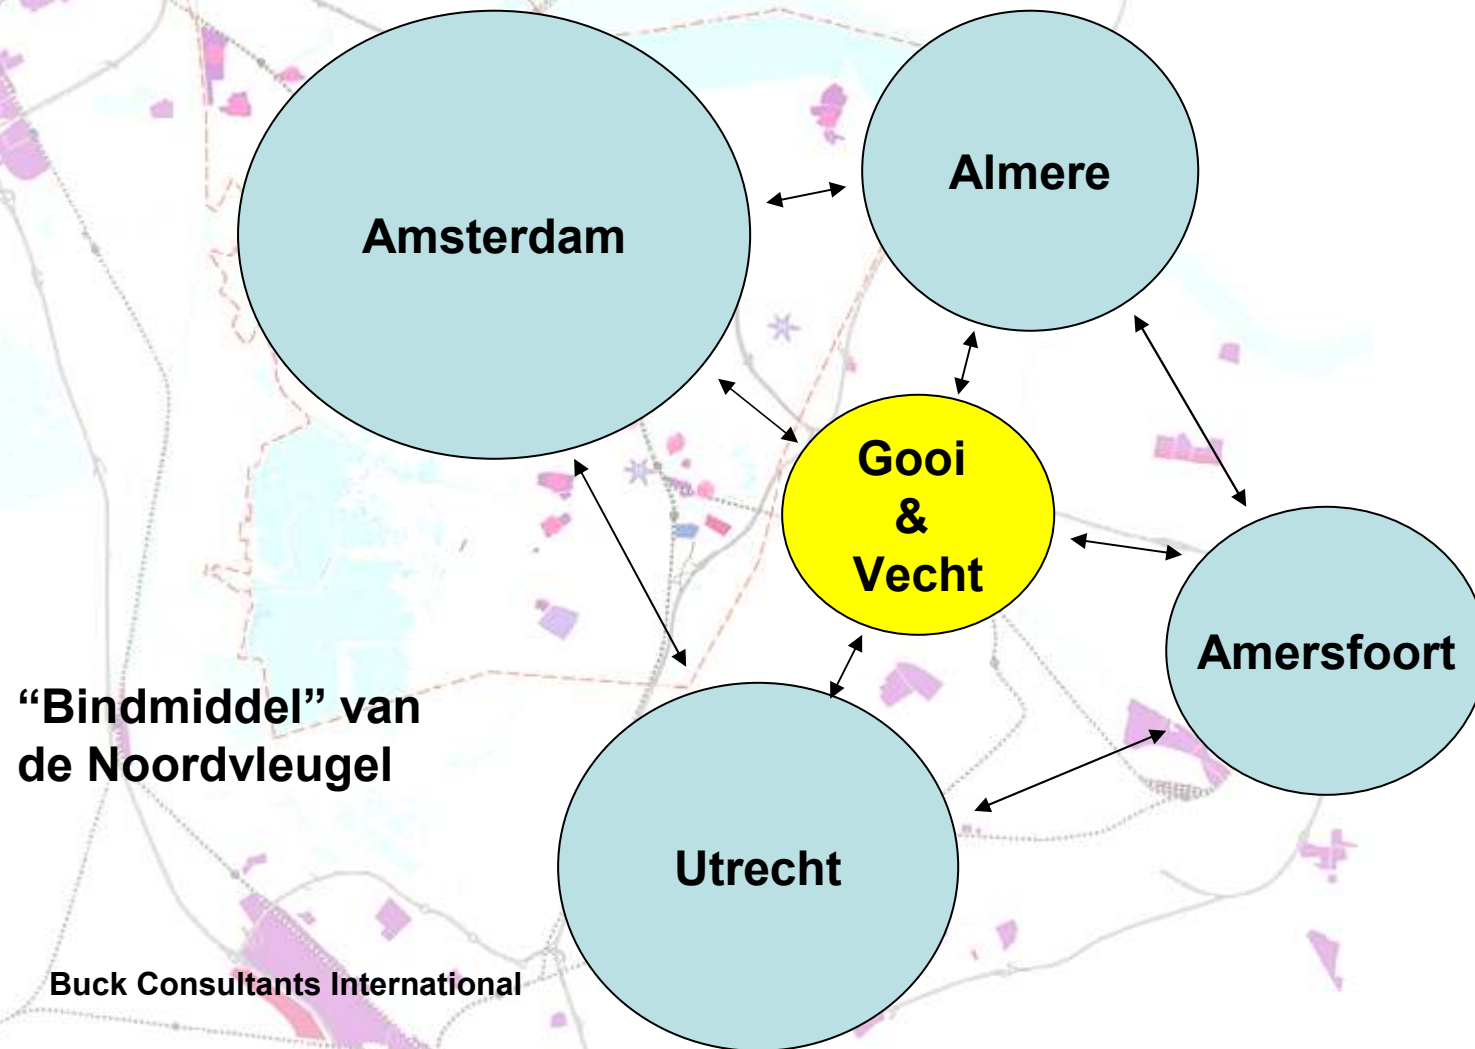 Almere
Amsterdam
Gooi
&
Vecht
Amersfoort
“Bindmiddel” van
de Noordvleugel
Utrecht
Buck Consultants International